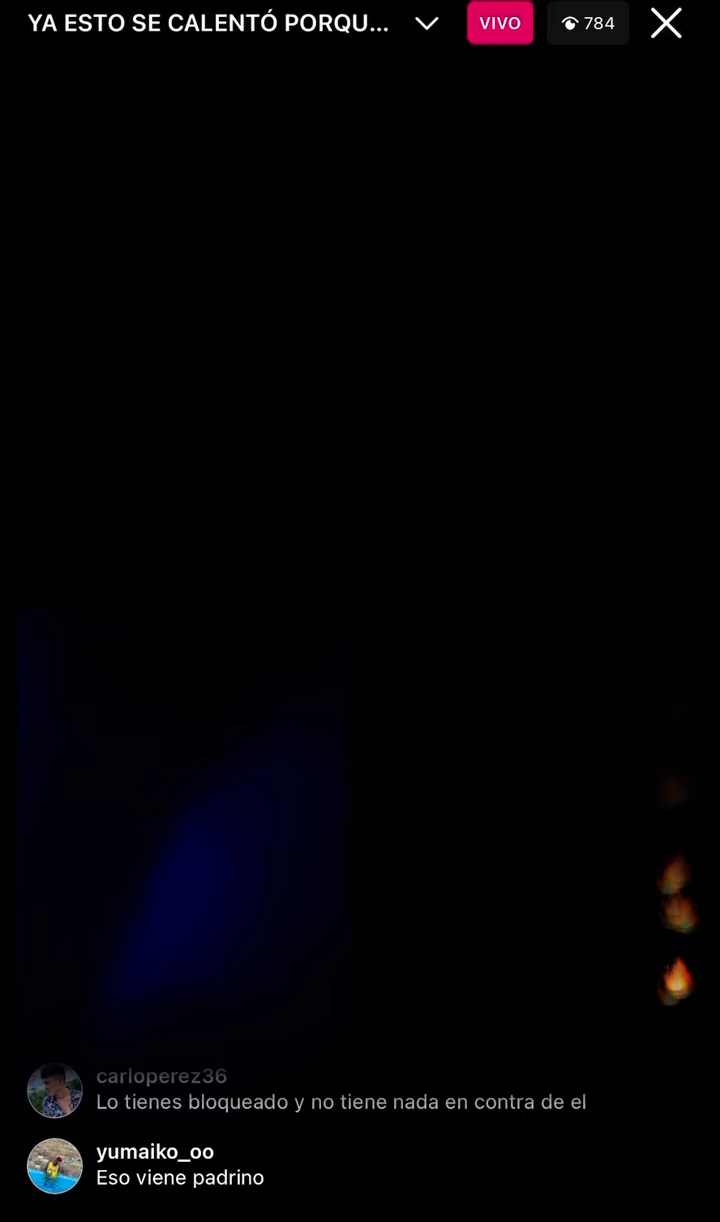 YA ESTO SE CALENTÓ PORQU...
VIVO
784
carloperez36
Lo tienes bloqueado y no tiene nada en contra de el
yumaiko_oo
Eso viene padrino